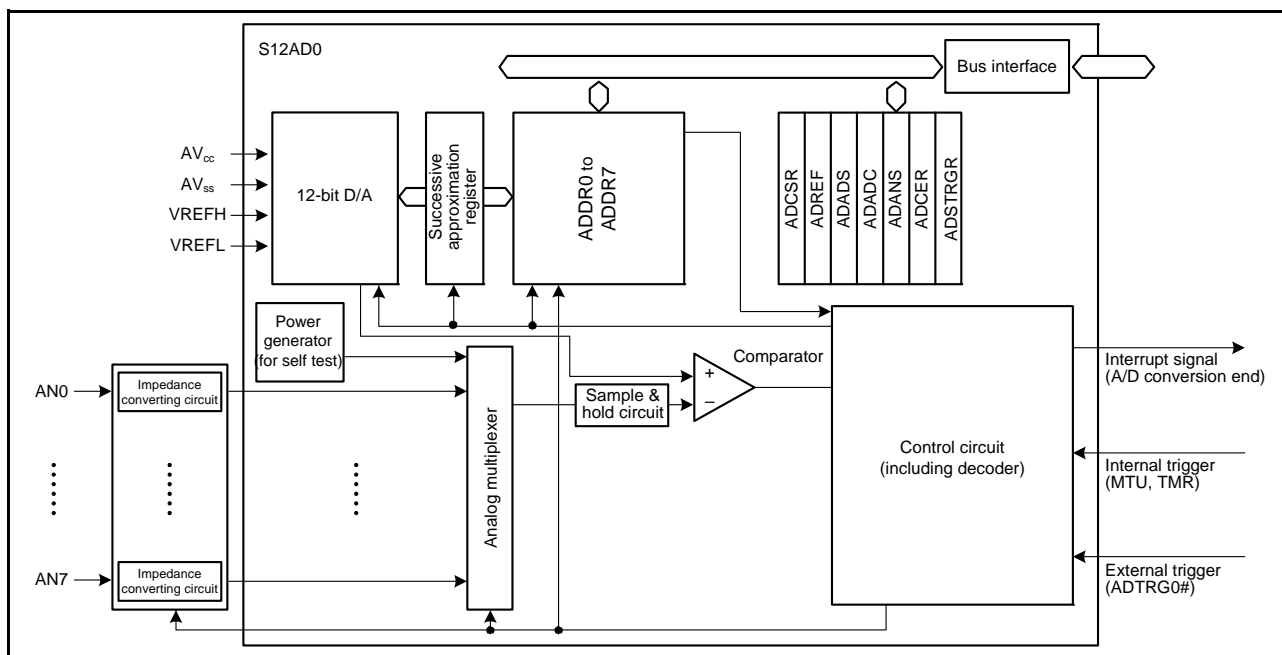 S12AD0
Bus interface
AVcc
AVss
VREFH
VREFL
12-bit D/A
Successive
approximation
register
ADDR0 to
ADDR7
ADCSR
ADREF
ADADS
ADADC
ADANS
ADCER
ADSTRGR
Power
generator
(for self test)
Comparator
+
−
Sample &
hold circuit
Analog multiplexer
Control circuit
(including decoder)
Interrupt signal
(A/D conversion end)
Internal trigger
(MTU, TMR)
External trigger
(ADTRG0#)
AN0
Impedance
converting circuit
AN7
Impedance
converting circuit